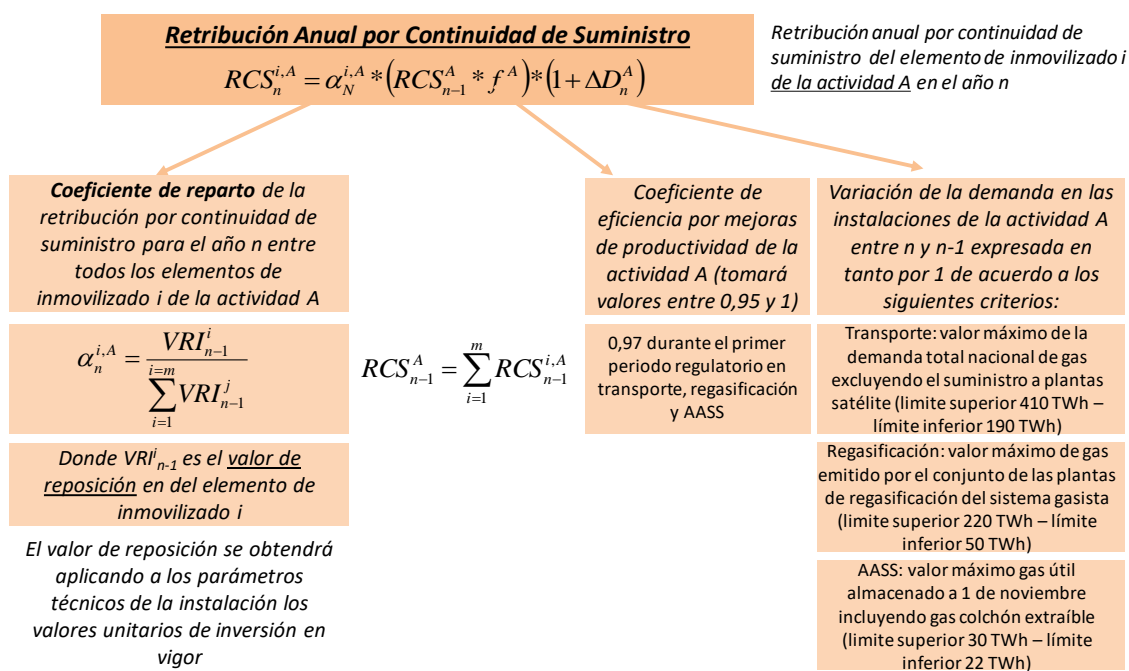 Retribución Anual por Continuidad de Suministro
RCS_n^{i,A} = α_N^{i,A} * (RCS_{n-1}^A * f^A) * (1 + ΔD_n^A)
Retribución anual por continuidad de
suministro del elemento de inmovilizado i
de la actividad A en el año n
Coeficiente de reparto de la
retribución por continuidad de
suministro para el año n entre
todos los elementos de
inmovilizado i de la actividad A
α_n^{i,A} = VRI_{n-1}^i / ∑_{i=1}^{i=m} VRI_{n-1}^j
Donde VRI^i_{n-1} es el valor de
reposición en del elemento de
inmovilizado i
El valor de reposición se obtendrá
aplicando a los parámetros
técnicos de la instalación los
valores unitarios de inversión en
vigor
RCS_{n-1}^A = ∑_{i=1}^{m} RCS_{n-1}^{i,A}
Coeficiente de
eficiencia por mejoras
de productividad de la
actividad A (tomará
valores entre 0,95 y 1)
0,97 durante el primer
periodo regulatorio en
transporte, regasificación
y AASS
Variación de la demanda en las
instalaciones de la actividad A
entre n y n-1 expresada en
tanto por 1 de acuerdo a los
siguientes criterios:
Transporte: valor máximo de la
demanda total nacional de gas
excluyendo el suministro a plantas
satélite (limite superior 410 TWh –
límite inferior 190 TWh)
Regasificación: valor máximo de gas
emitido por el conjunto de las plantas
de regasificación del sistema gasista
(limite superior 220 TWh – límite
inferior 50 TWh)
AASS: valor máximo gas útil
almacenado a 1 de noviembre
incluyendo gas colchón extraíble
(limite superior 30 TWh – límite
inferior 22 TWh)